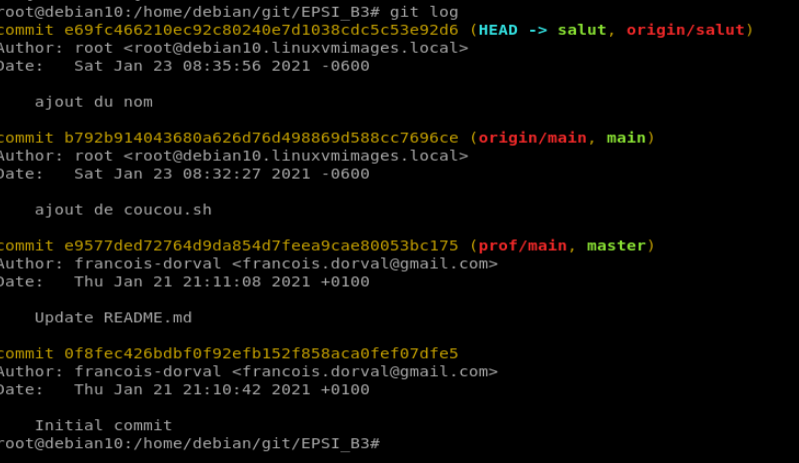 root@debian10:/home/debian/git/EPSI_B3# git log
commit e69fc466210ec92c80240e7d1038cdc5c53e92d6 (HEAD -> salut, origin/salut)
Author: root <root@debian10.linuxvmimages.local>
Date:   Sat Jan 23 08:35:56 2021 -0600
ajout du nom
commit b792b914043680a626d76d498869d588cc7696ce (origin/main, main)
Author: root <root@debian10.linuxvmimages.local>
Date:   Sat Jan 23 08:32:27 2021 -0600
ajout de coucou.sh
commit e9577ded72764d9da854d7feea9cae80053bc175 (prof/main, master)
Author: francois-dorval <francois.dorval@gmail.com>
Date:   Thu Jan 21 21:11:08 2021 +0100
Update README.md
commit 0f8fec426bdbf0f92efb152f858aca0fef07dfe5
Author: francois-dorval <francois.dorval@gmail.com>
Date:   Thu Jan 21 21:10:42 2021 +0100
Initial commit
root@debian10:/home/debian/git/EPSI_B3#